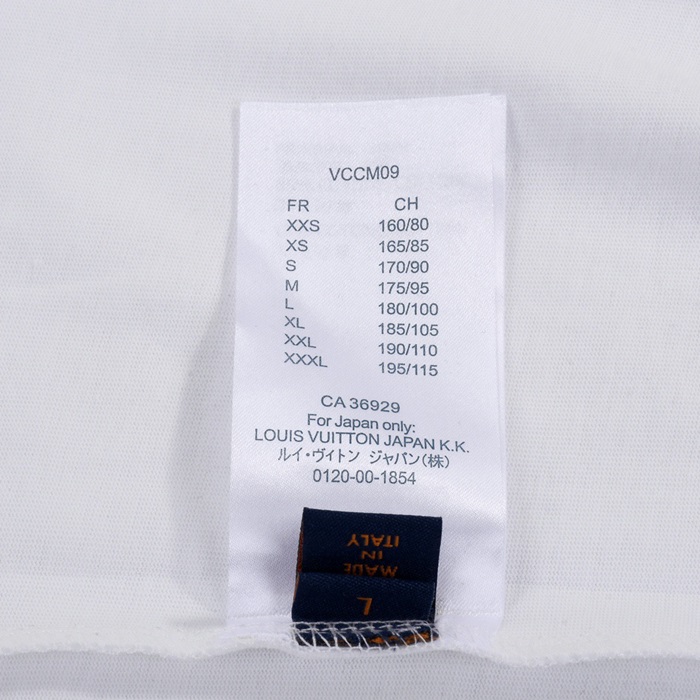 VCCM09
FR CH
XXS 160/80
XS 165/85
S 170/90
M 175/95
L 180/100
XL 185/105
XXL 190/110
XXXL 195/115
CA 36929
For Japan only:
LOUIS VUITTON JAPAN K.K.
ルイ・ヴィトン ジャパン(株)
0120-00-1854
MADE
IN
ITALY
L